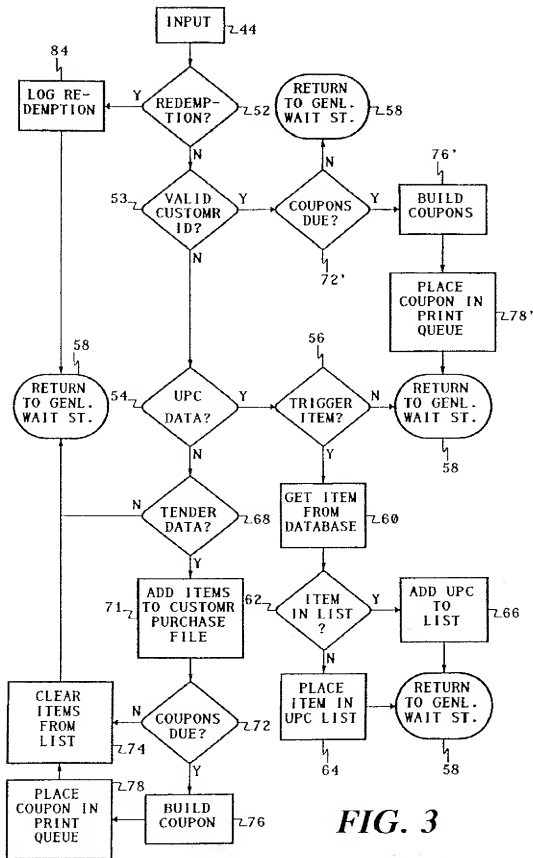 INPUT
44
84
LOG RE-
DEMPTION
Y
REDEMP-
TION?
52
N
RETURN
TO GENL.
WAIT ST.
58
N
53
VALID
CUSTOMR
ID?
Y
N
COUPONS
DUE?
Y
72'
76'
BUILD
COUPONS
PLACE
COUPON IN
PRINT
QUEUE
78'
58
RETURN
TO GENL.
WAIT ST.
54
UPC
DATA?
Y
N
56
TRIGGER
ITEM?
N
Y
RETURN
TO GENL.
WAIT ST.
58
N
TENDER
DATA?
68
Y
GET ITEM
FROM
DATABASE
60
71
ADD ITEMS
TO CUSTOMR
PURCHASE
FILE
62
ITEM
IN LIST
?
Y
N
ADD UPC
TO
LIST
66
CLEAR
ITEMS
FROM
LIST
74
N
COUPONS
DUE?
72
Y
PLACE
ITEM IN
UPC LIST
64
RETURN
TO GENL.
WAIT ST.
58
78
PLACE
COUPON IN
PRINT
QUEUE
BUILD
COUPON
76
FIG. 3